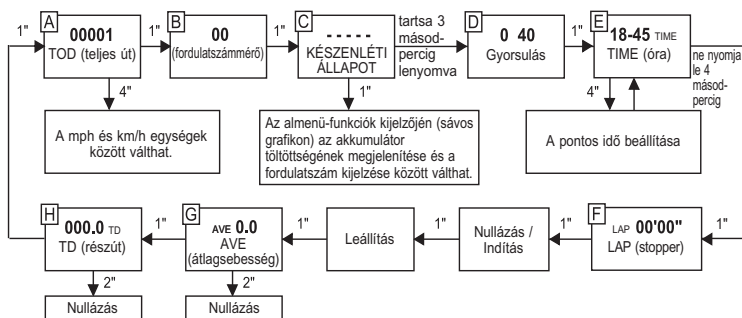 1"
A
00001
TOD (teljes út)
1"
B
00
(fordulatszámmérő)
1"
C
- - - - -
KÉSZENLÉTI
ÁLLAPOT
tartsa 3
másod-
percig
lenyomva
D
0 40
Gyorsulás
1"
E
18-45 TIME
TIME (óra)
ne nyomja
le 4
másod-
percig
4"
A mph és km/h egységek
között válthat.
1"
Az almenü-funkciók kijelzőjén (sávos
grafikon) az akkumulátor
töltöttségének megjelenítése és a
fordulatszám kijelzése között válthat.
4"
A pontos idő beállítása
H
000.0 TD
TD (részút)
1"
G
AVE 0.0
AVE
(átlagsebesség)
1"
Leállítás
1"
Nullázás /
Indítás
1"
F
LAP 00'00"
LAP (stopper)
1"
2"
Nullázás
2"
Nullázás